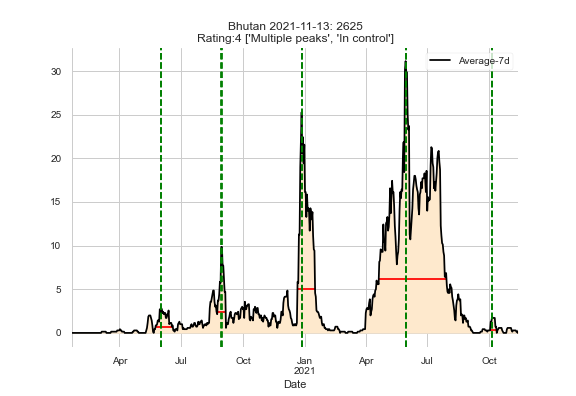 Bhutan 2021-11-13: 2625
Rating:4 ['Multiple peaks', 'In control']
Average-7d
30
25
20
15
10
5
0
Apr
Jul
Oct
Jan
2021
Apr
Jul
Oct
Date